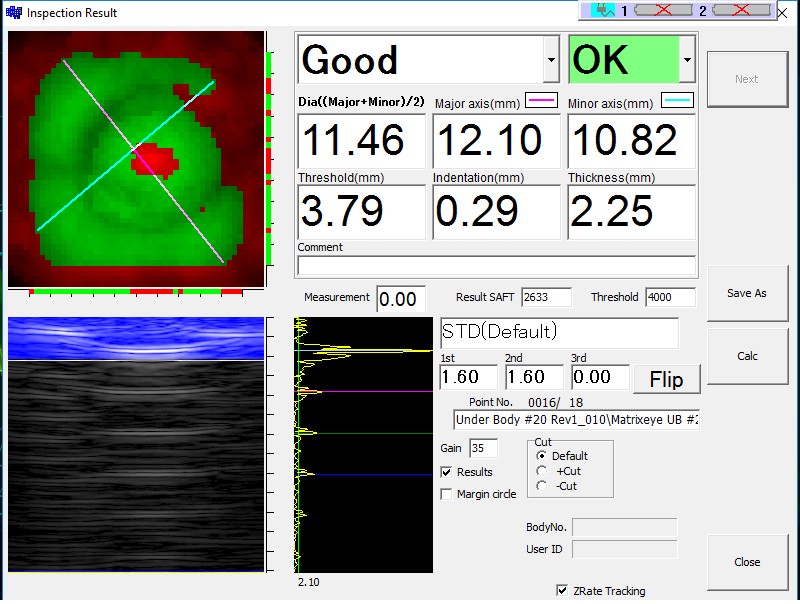 Inspection Result
1
2
Good
OK
Next
Dia((Major+Minor)/2)
Major axis(mm)
Minor axis(mm)
11.46
12.10
10.82
Threshold(mm)
Indentation(mm)
Thickness(mm)
3.79
0.29
2.25
Comment
Measurement
0.00
Result SAFT
2633
Threshold
4000
Save As
STD(Default)
1st
2nd
3rd
1.60
1.60
0.00
Flip
Calc
Point No.
0016/ 18
Under Body #20 Rev1_010\Matrixeye UB #2
Gain
35
Cut
Default
+Cut
-Cut
Results
Margin circle
BodyNo.
User ID
Close
2.10
ZRate Tracking